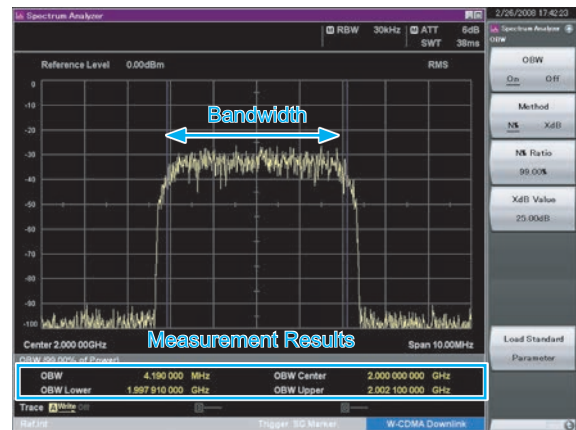 Spectrum Analyzer
2/26/2008 17:42:23
RBW 30kHz
ATT 6dB
SWT 38ms
Reference Level 0.00dBm
RMS
0
-10
-20
-30
-40
-50
-60
-70
-80
-90
-100
Bandwidth
Center 2.000 00GHz
Span 10.00MHz
Measurement Results
OBW (99.00% of Power)
OBW 4.190 000 MHz
OBW Center 2.000 000 000 GHz
OBW Lower 1.997 910 000 GHz
OBW Upper 2.002 100 000 GHz
Trace A Write Off
Ref.Int
Trigger SG Marker
W-CDMA Downlink
Spectrum Analyzer
OBW
OBW
On Off
Method
N% XdB
N% Ratio
99.00%
XdB Value
25.00dB
Load Standard
Parameter